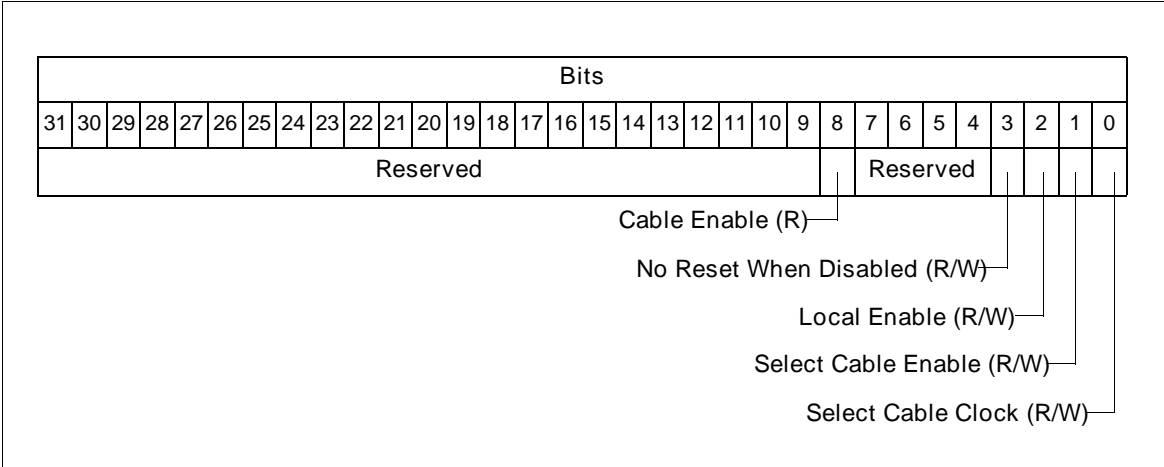 Bits
31 30 29 28 27 26 25 24 23 22 21 20 19 18 17 16 15 14 13 12 11 10 9 8 7 6 5 4 3 2 1 0
Reserved Reserved
Cable Enable (R)
No Reset When Disabled (R/W)
Local Enable (R/W)
Select Cable Enable (R/W)
Select Cable Clock (R/W)